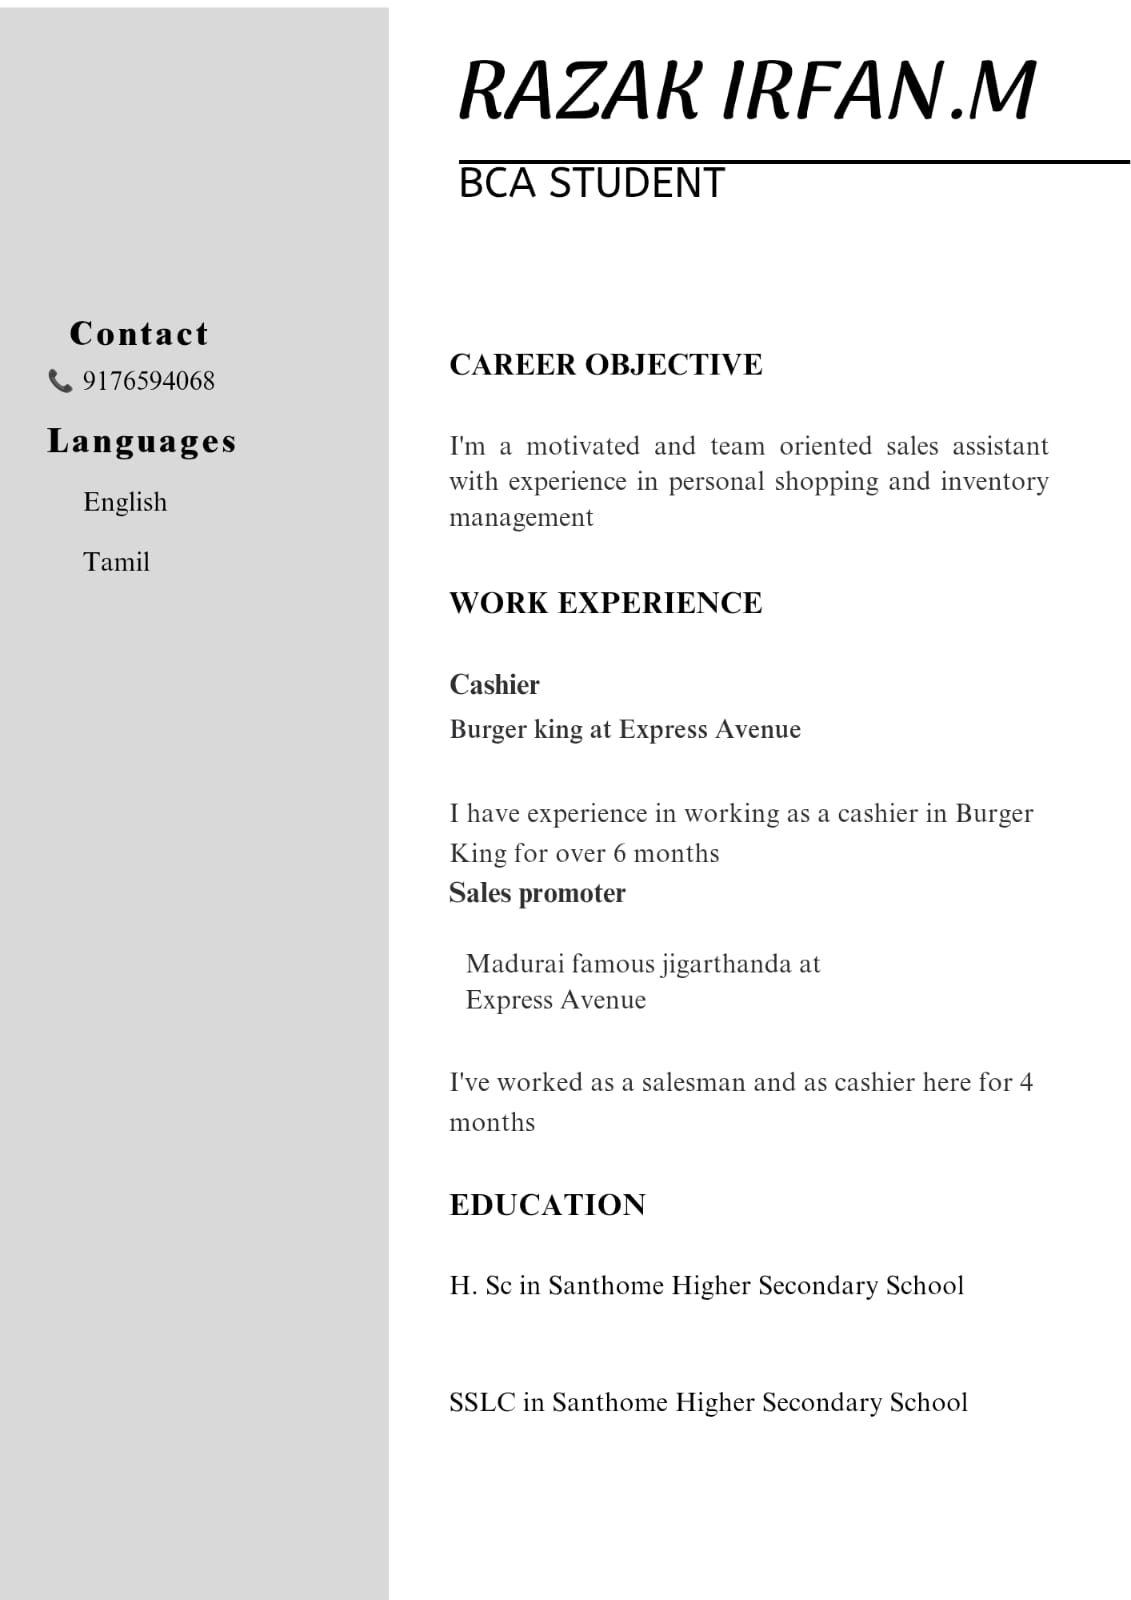 RAZAK IRFAN.M
BCA STUDENT
Contact
📞 9176594068
Languages
English
Tamil
CAREER OBJECTIVE
I'm a motivated and team oriented sales assistant
with experience in personal shopping and inventory
management
WORK EXPERIENCE
Cashier
Burger king at Express Avenue
I have experience in working as a cashier in Burger
King for over 6 months
Sales promoter
Madurai famous jigarthanda at
Express Avenue
I've worked as a salesman and as cashier here for 4
months
EDUCATION
H. Sc in Santhome Higher Secondary School
SSLC in Santhome Higher Secondary School